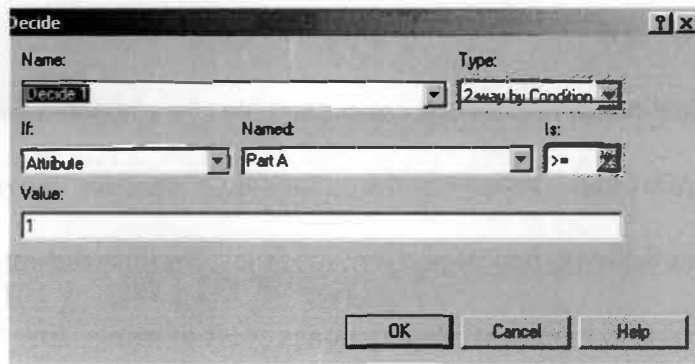 Decide
Name: Type:
Decide 1 2-way by Condition
If: Named: Is:
Attribute Part A >=
Value:
1
OK Cancel Help